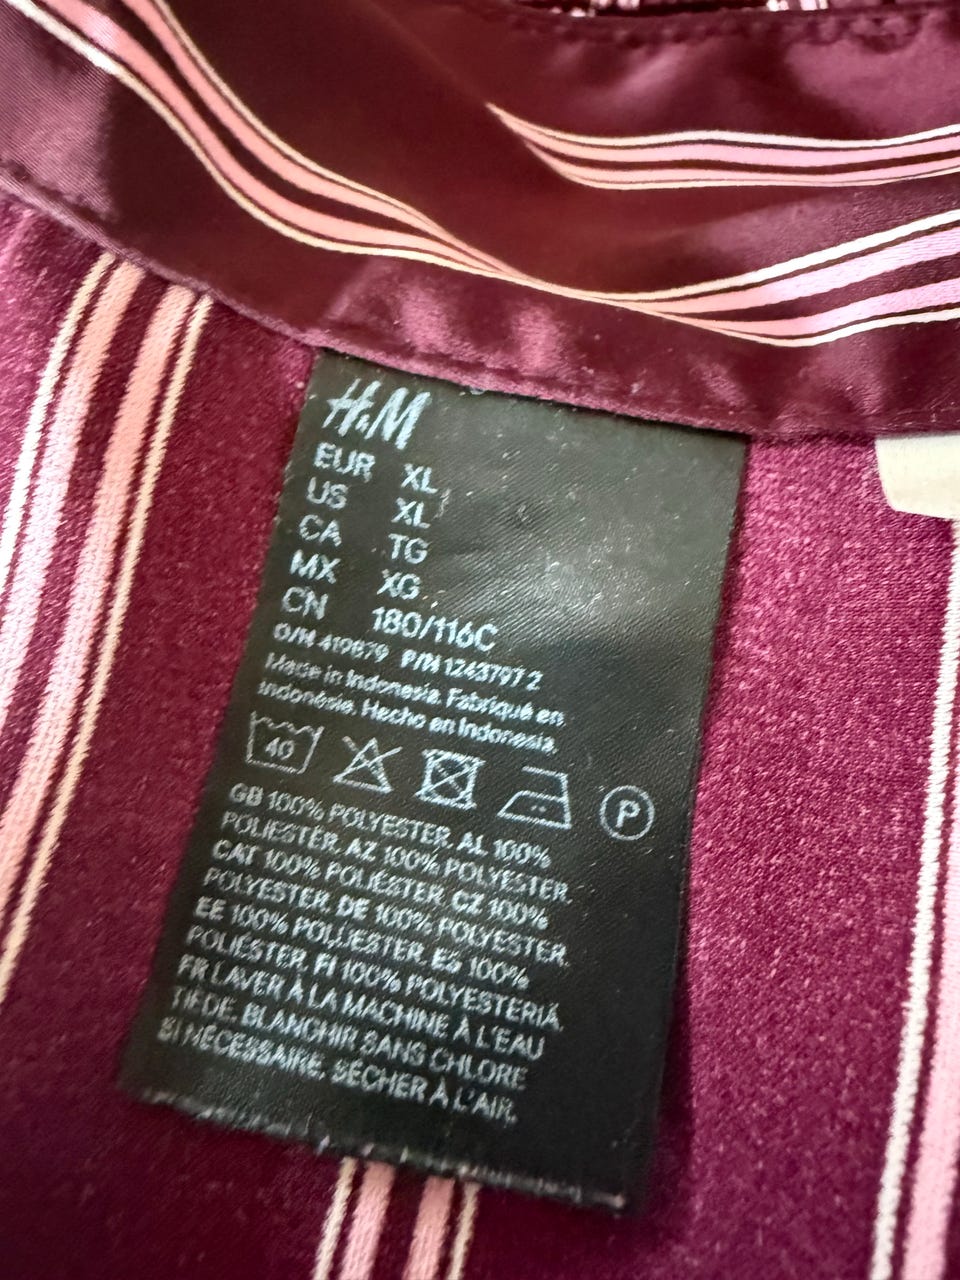 H&M
EUR XL
US XL
CA TG
MX XG
CN 180/116C
O/N 419879 P/N 1243797 2
Made in Indonesia. Fabriqué en
Indonésie. Hecho en Indonesia.
40 P
GB 100% POLYESTER. AL 100%
POLIESTËR. AZ 100% POLYESTER.
CAT 100% POLIÈSTER. CZ 100%
POLYESTER. DE 100% POLYESTER.
EE 100% POLÜESTER. ES 100%
POLIÉSTER. FI 100% POLYESTERIÄ.
FR LAVER À LA MACHINE À L'EAU
TIÈDE. BLANCHIR SANS CHLORE
SI NÉCESSAIRE. SÉCHER À L'AIR.